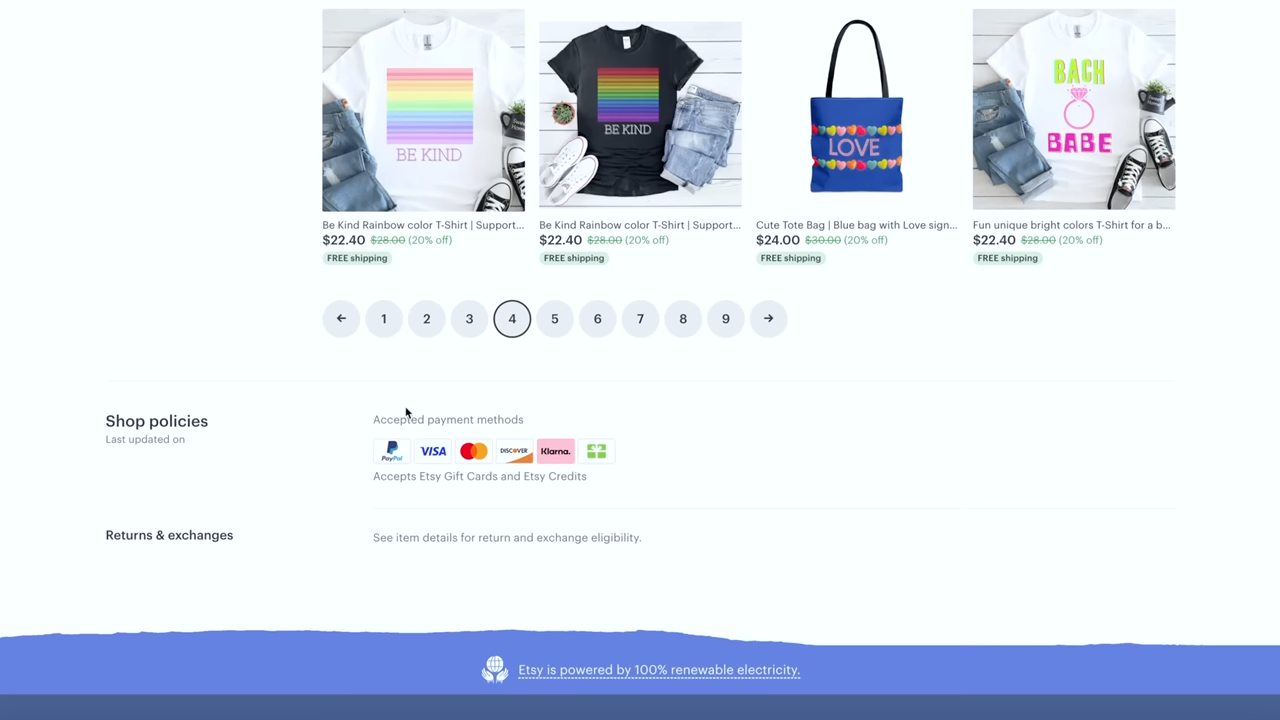 BE KIND
BE KIND
LOVE
BACH
BABE
Be Kind Rainbow color T-Shirt | Support...
$22.40 $28.00 (20% off)
FREE shipping
Be Kind Rainbow color T-Shirt | Support...
$22.40 $28.00 (20% off)
FREE shipping
Cute Tote Bag | Blue bag with Love sign...
$24.00 $30.00 (20% off)
FREE shipping
Fun unique bright colors T-Shirt for a b...
$22.40 $28.00 (20% off)
FREE shipping
1 2 3 4 5 6 7 8 9
Shop policies
Last updated on
Accepted payment methods
PayPal VISA DISCOVER Klarna.
Accepts Etsy Gift Cards and Etsy Credits
Returns & exchanges
See item details for return and exchange eligibility.
Etsy is powered by 100% renewable electricity.